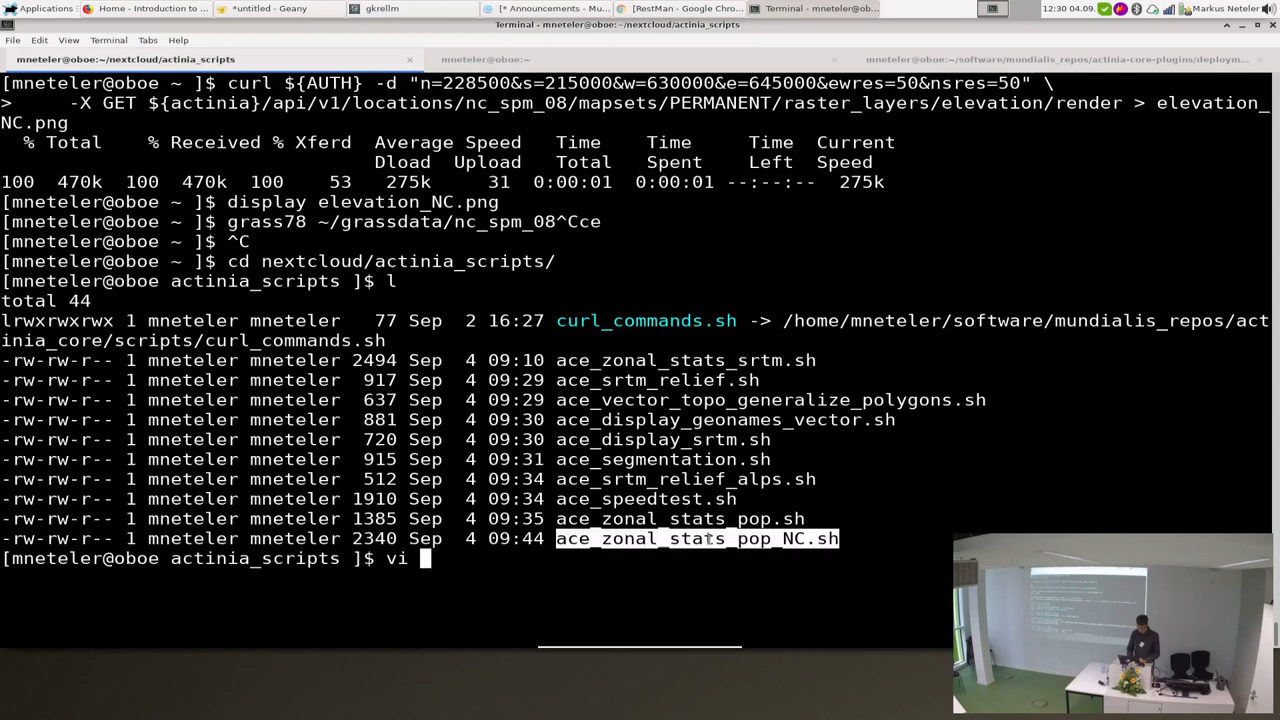 Applications
Home - Introduction to ...
*untitled - Geany
gkrellm
[* Announcements - Mu...
[RestMan - Google Chro...
Terminal - mneteler@ob...
12:30 04.09.
Markus Neteler
Terminal - mneteler@oboe:~/nextcloud/actinia_scripts
File Edit View Terminal Tabs Help
mneteler@oboe:~/nextcloud/actinia_scripts
mneteler@oboe:~
mneteler@oboe:~/software/mundialis_repos/actinia-core-plugins/deploym...
[mneteler@oboe ~ ]$ curl ${AUTH} -d "n=228500&s=215000&w=630000&e=645000&ewres=50&nsres=50" \
> -X GET ${actinia}/api/v1/locations/nc_spm_08/mapsets/PERMANENT/raster_layers/elevation/render > elevation_
NC.png
% Total % Received % Xferd Average Speed Time Time Time Current
Dload Upload Total Spent Left Speed
100 470k 100 470k 100 53 275k 31 0:00:01 0:00:01 --:--:-- 275k
[mneteler@oboe ~ ]$ display elevation_NC.png
[mneteler@oboe ~ ]$ grass78 ~/grassdata/nc_spm_08^Cce
[mneteler@oboe ~ ]$ ^C
[mneteler@oboe ~ ]$ cd nextcloud/actinia_scripts/
[mneteler@oboe actinia_scripts ]$ l
total 44
lrwxrwxrwx 1 mneteler mneteler 77 Sep 2 16:27 curl_commands.sh -> /home/mneteler/software/mundialis_repos/act
inia_core/scripts/curl_commands.sh
-rw-rw-r-- 1 mneteler mneteler 2494 Sep 4 09:10 ace_zonal_stats_srtm.sh
-rw-rw-r-- 1 mneteler mneteler 917 Sep 4 09:29 ace_srtm_relief.sh
-rw-rw-r-- 1 mneteler mneteler 637 Sep 4 09:29 ace_vector_topo_generalize_polygons.sh
-rw-rw-r-- 1 mneteler mneteler 881 Sep 4 09:30 ace_display_geonames_vector.sh
-rw-rw-r-- 1 mneteler mneteler 720 Sep 4 09:30 ace_display_srtm.sh
-rw-rw-r-- 1 mneteler mneteler 915 Sep 4 09:31 ace_segmentation.sh
-rw-rw-r-- 1 mneteler mneteler 512 Sep 4 09:34 ace_srtm_relief_alps.sh
-rw-rw-r-- 1 mneteler mneteler 1910 Sep 4 09:34 ace_speedtest.sh
-rw-rw-r-- 1 mneteler mneteler 1385 Sep 4 09:35 ace_zonal_stats_pop.sh
-rw-rw-r-- 1 mneteler mneteler 2340 Sep 4 09:44 ace_zonal_stats_pop_NC.sh
[mneteler@oboe actinia_scripts ]$ vi